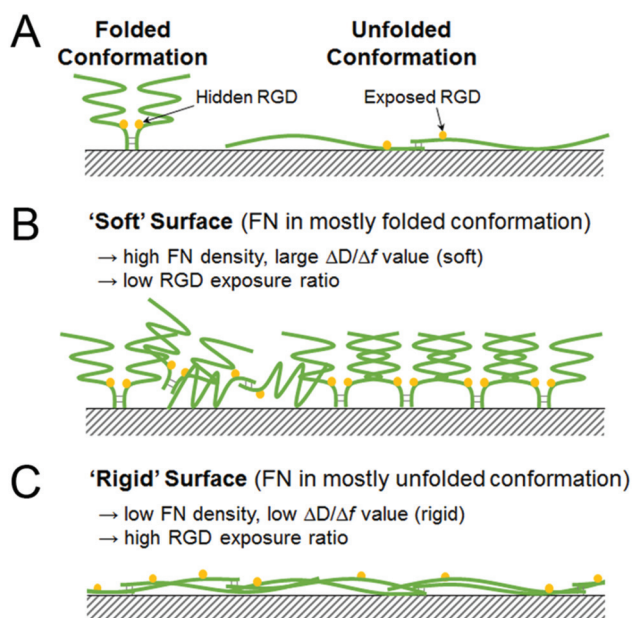 A
Folded
Conformation
Unfolded
Conformation
Hidden RGD
Exposed RGD
B
'Soft' Surface (FN in mostly folded conformation)
→ high FN density, large ΔD/Δf value (soft)
→ low RGD exposure ratio
C
'Rigid' Surface (FN in mostly unfolded conformation)
→ low FN density, low ΔD/Δf value (rigid)
→ high RGD exposure ratio